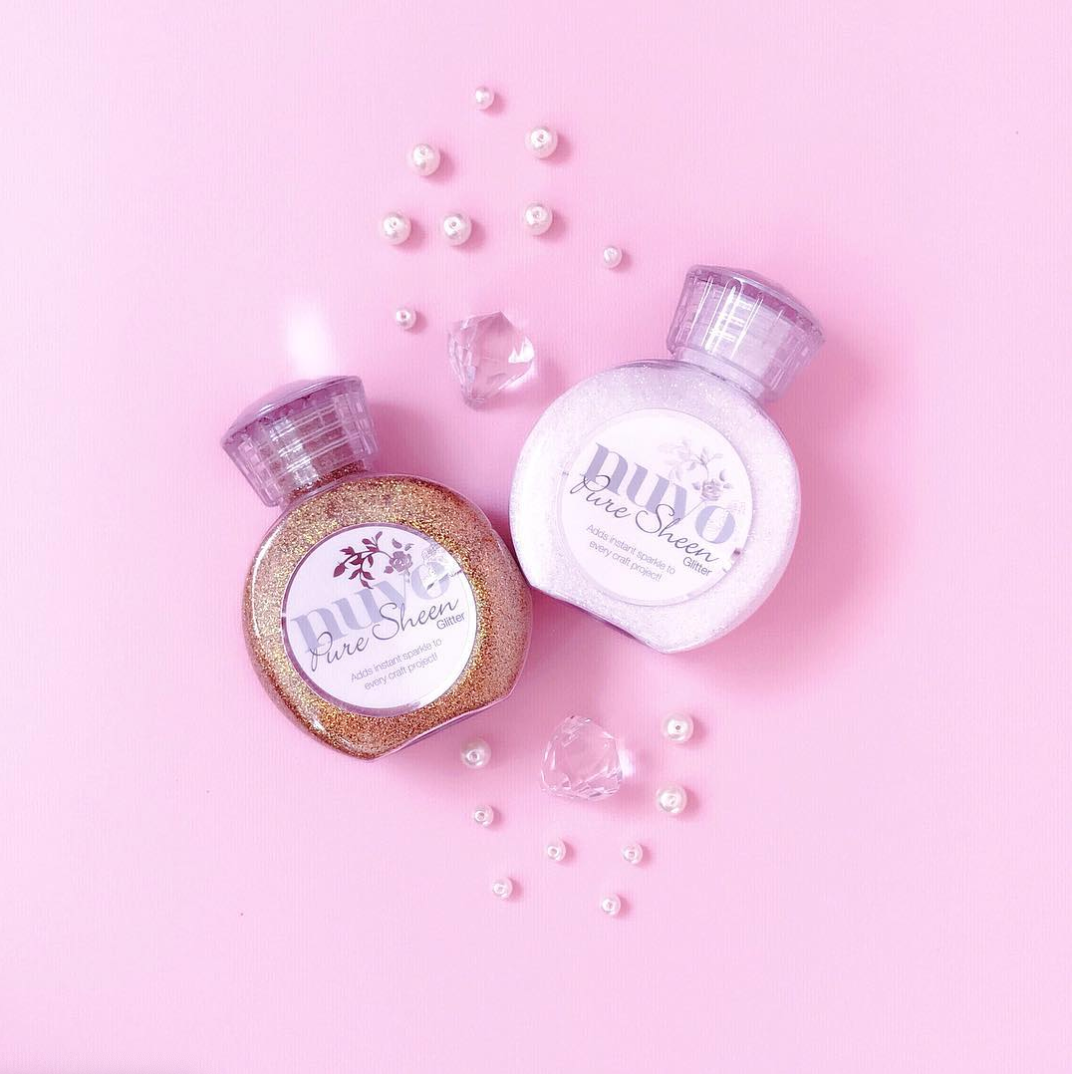 nuvo
Pure Sheen
Glitter
Adds instant sparkle to
every craft project!
nuvo
Pure Sheen
Glitter
Adds instant sparkle to
every craft project!